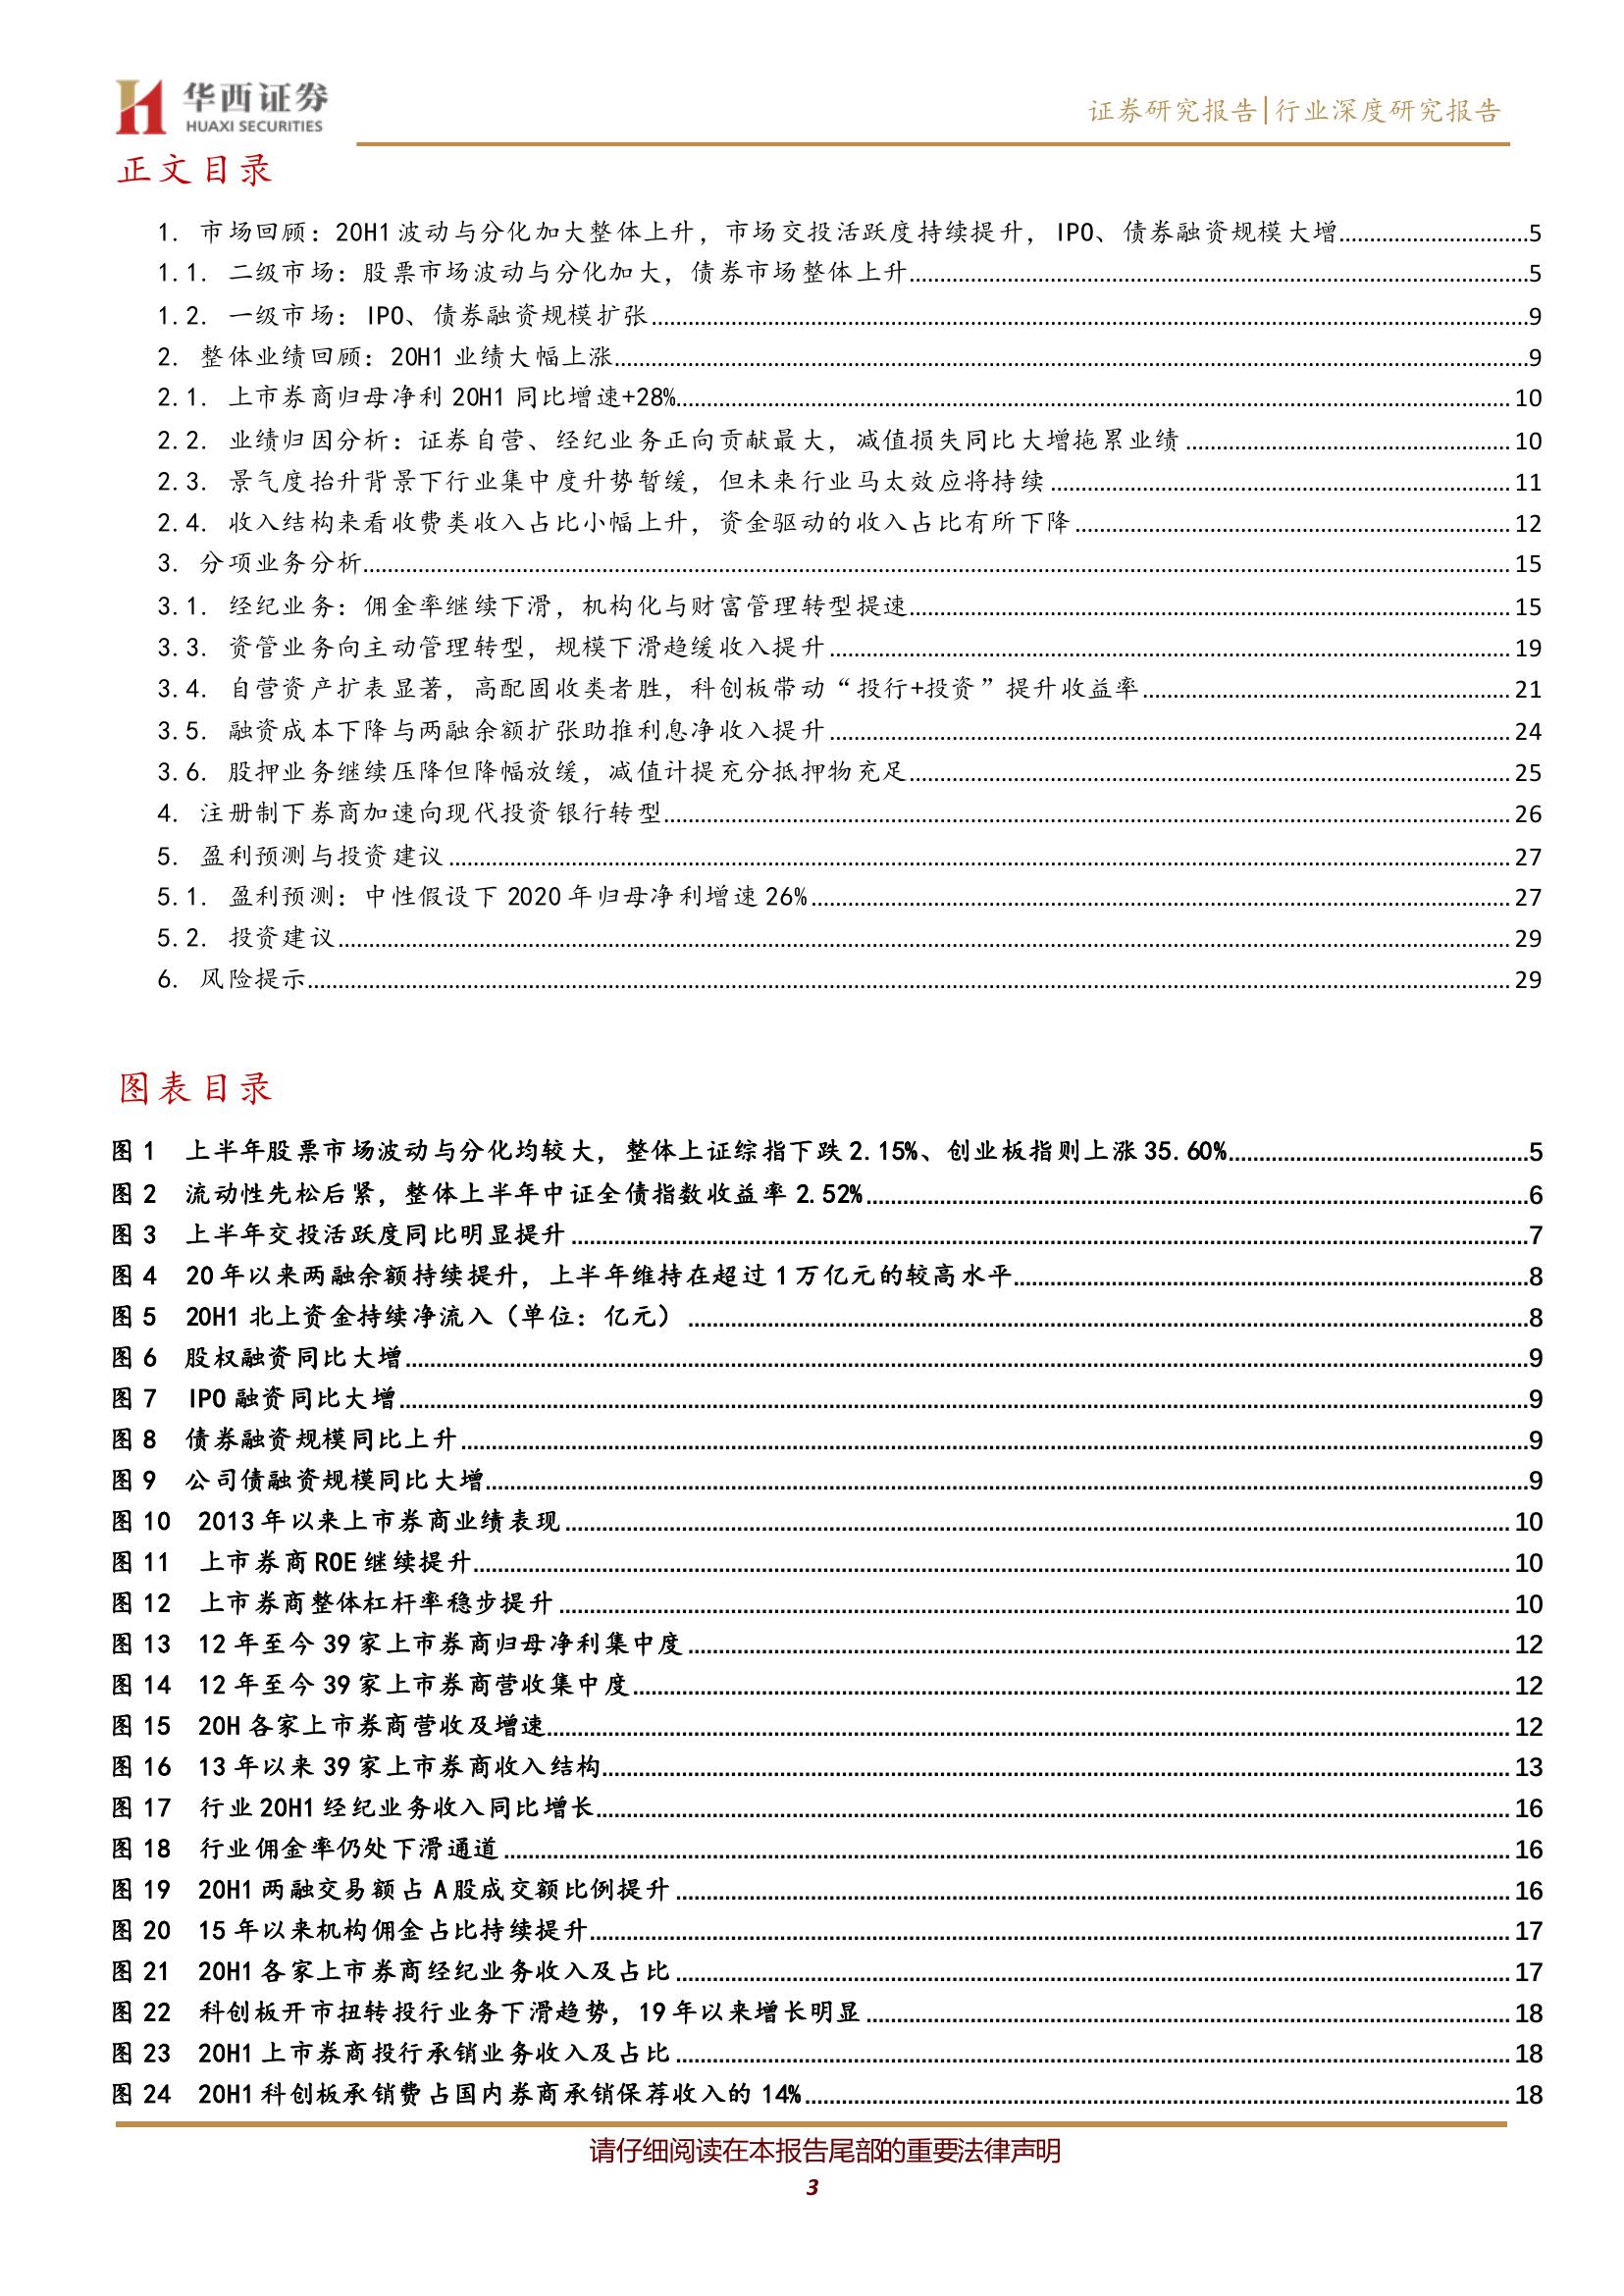 华西证券
HUAXI SECURITIES
证券研究报告|行业深度研究报告
正文目录
1. 市场回顾：20H1 波动与分化加大整体上升，市场交投活跃度持续提升，IPO、债券融资规模大增................5
1.1. 二级市场：股票市场波动与分化加大，债券市场整体上升................5
1.2. 一级市场：IPO、债券融资规模扩张................9
2. 整体业绩回顾：20H1 业绩大幅上涨................9
2.1. 上市券商归母净利 20H1 同比增速+28%................10
2.2. 业绩归因分析：证券自营、经纪业务正向贡献最大，减值损失同比大增拖累业绩................10
2.3. 景气度抬升背景下行业集中度升势暂缓，但未来行业马太效应将持续................11
2.4. 收入结构来看收费类收入占比小幅上升，资金驱动的收入占比有所下降................12
3. 分项业务分析................15
3.1. 经纪业务：佣金率继续下滑，机构化与财富管理转型提速................15
3.3. 资管业务向主动管理转型，规模下滑趋缓收入提升................19
3.4. 自营资产扩表显著，高配固收类者胜，科创板带动“投行+投资”提升收益率................21
3.5. 融资成本下降与两融余额扩张助推利息净收入提升................24
3.6. 股押业务继续压降但降幅放缓，减值计提充分抵押物充足................25
4. 注册制下券商加速向现代投资银行转型................26
5. 盈利预测与投资建议................27
5.1. 盈利预测：中性假设下 2020 年归母净利增速 26%................27
5.2. 投资建议................29
6. 风险提示................29
图表目录
图 1 上半年股票市场波动与分化均较大，整体上证综指下跌 2.15%、创业板指则上涨 35.60%................5
图 2 流动性先松后紧，整体上半年中证全债指数收益率 2.52%................6
图 3 上半年交投活跃度同比明显提升................7
图 4 20 年以来两融余额持续提升，上半年维持在超过 1 万亿元的较高水平................8
图 5 20H1 北上资金持续净流入（单位：亿元）................8
图 6 股权融资同比大增................9
图 7 IPO 融资同比大增................9
图 8 债券融资规模同比上升................9
图 9 公司债融资规模同比大增................9
图 10 2013 年以来上市券商业绩表现................10
图 11 上市券商 ROE 继续提升................10
图 12 上市券商整体杠杆率稳步提升................10
图 13 12 年至今 39 家上市券商归母净利集中度................12
图 14 12 年至今 39 家上市券商营收集中度................12
图 15 20H 各家上市券商营收及增速................12
图 16 13 年以来 39 家上市券商收入结构................13
图 17 行业 20H1 经纪业务收入同比增长................16
图 18 行业佣金率仍处下滑通道................16
图 19 20H1 两融交易额占 A 股成交额比例提升................16
图 20 15 年以来机构佣金占比持续提升................17
图 21 20H1 各家上市券商经纪业务收入及占比................17
图 22 科创板开市扭转投行业务下滑趋势，19 年以来增长明显................18
图 23 20H1 上市券商投行承销业务收入及占比................18
图 24 20H1 科创板承销费占国内券商承销保荐收入的 14%................18
请仔细阅读在本报告尾部的重要法律声明
3